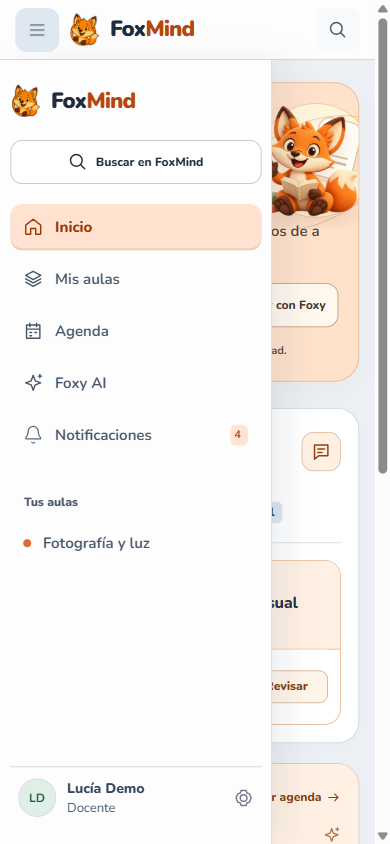 FoxMind
FoxMind
Buscar en FoxMind
Inicio
os de a
Mis aulas
con Foxy
Agenda
ad.
Foxy AI
Notificaciones
4
Tus aulas
Fotografía y luz
sual
Revisar
Lucía Demo
LD
Docente
r agenda →